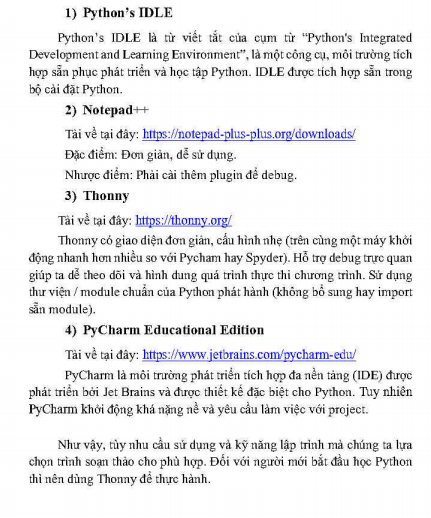 1) Python’s IDLE
Python’s IDLE là từ viết tắt của cụm từ “Python's Integrated
Development and Learning Environment”, là một công cụ, môi trường tích
hợp sẵn phục phát triển và học tập Python. IDLE được tích hợp sẵn trong
bộ cài đặt Python.
2) Notepad++
Tải về tại đây: https://notepad-plus-plus.org/downloads/
Đặc điểm: Đơn giản, dễ sử dụng.
Nhược điểm: Phải cài thêm plugin để debug.
3) Thonny
Tải về tại đây: https://thonny.org/
Thonny có giao diện đơn giản, cấu hình nhẹ (trên cùng một máy khởi
động nhanh hơn nhiều so với Pycham hay Spyder). Hỗ trợ debug trực quan
giúp ta dễ theo dõi và hình dung quá trình thực thi chương trình. Sử dụng
thư viện / module chuẩn của Python phát hành (không bổ sung hay import
sẵn module).
4) PyCharm Educational Edition
Tải về tại đây: https://www.jetbrains.com/pycharm-edu/
PyCharm là môi trường phát triển tích hợp đa nền tảng (IDE) được
phát triển bởi Jet Brains và được thiết kế đặc biệt cho Python. Tuy nhiên
PyCharm khởi động khá nặng nề và yêu cầu làm việc với project.
Như vậy, tùy nhu cầu sử dụng và kỹ năng lập trình mà chúng ta lựa
chọn trình soạn thảo cho phù hợp. Đối với người mới bắt đầu học Python
thì nên dùng Thonny để thực hành.